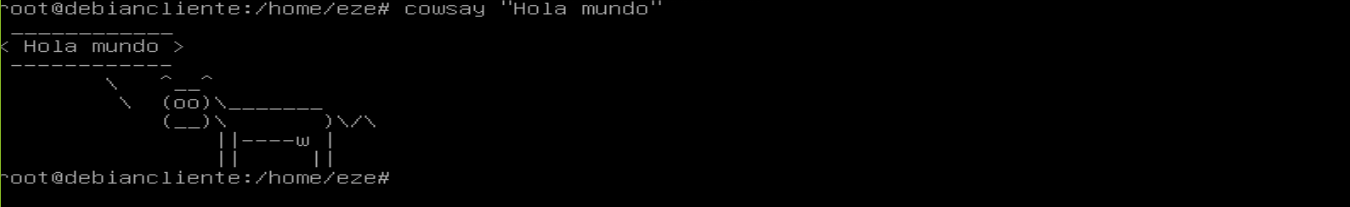 root@debiancliente:/home/eze# cowsay "Hola mundo"
 ____________
< Hola mundo >
 ------------
        \   ^__^
         \  (oo)\_______
            (__)\       )\/\
                ||----w |
                ||     ||
root@debiancliente:/home/eze#